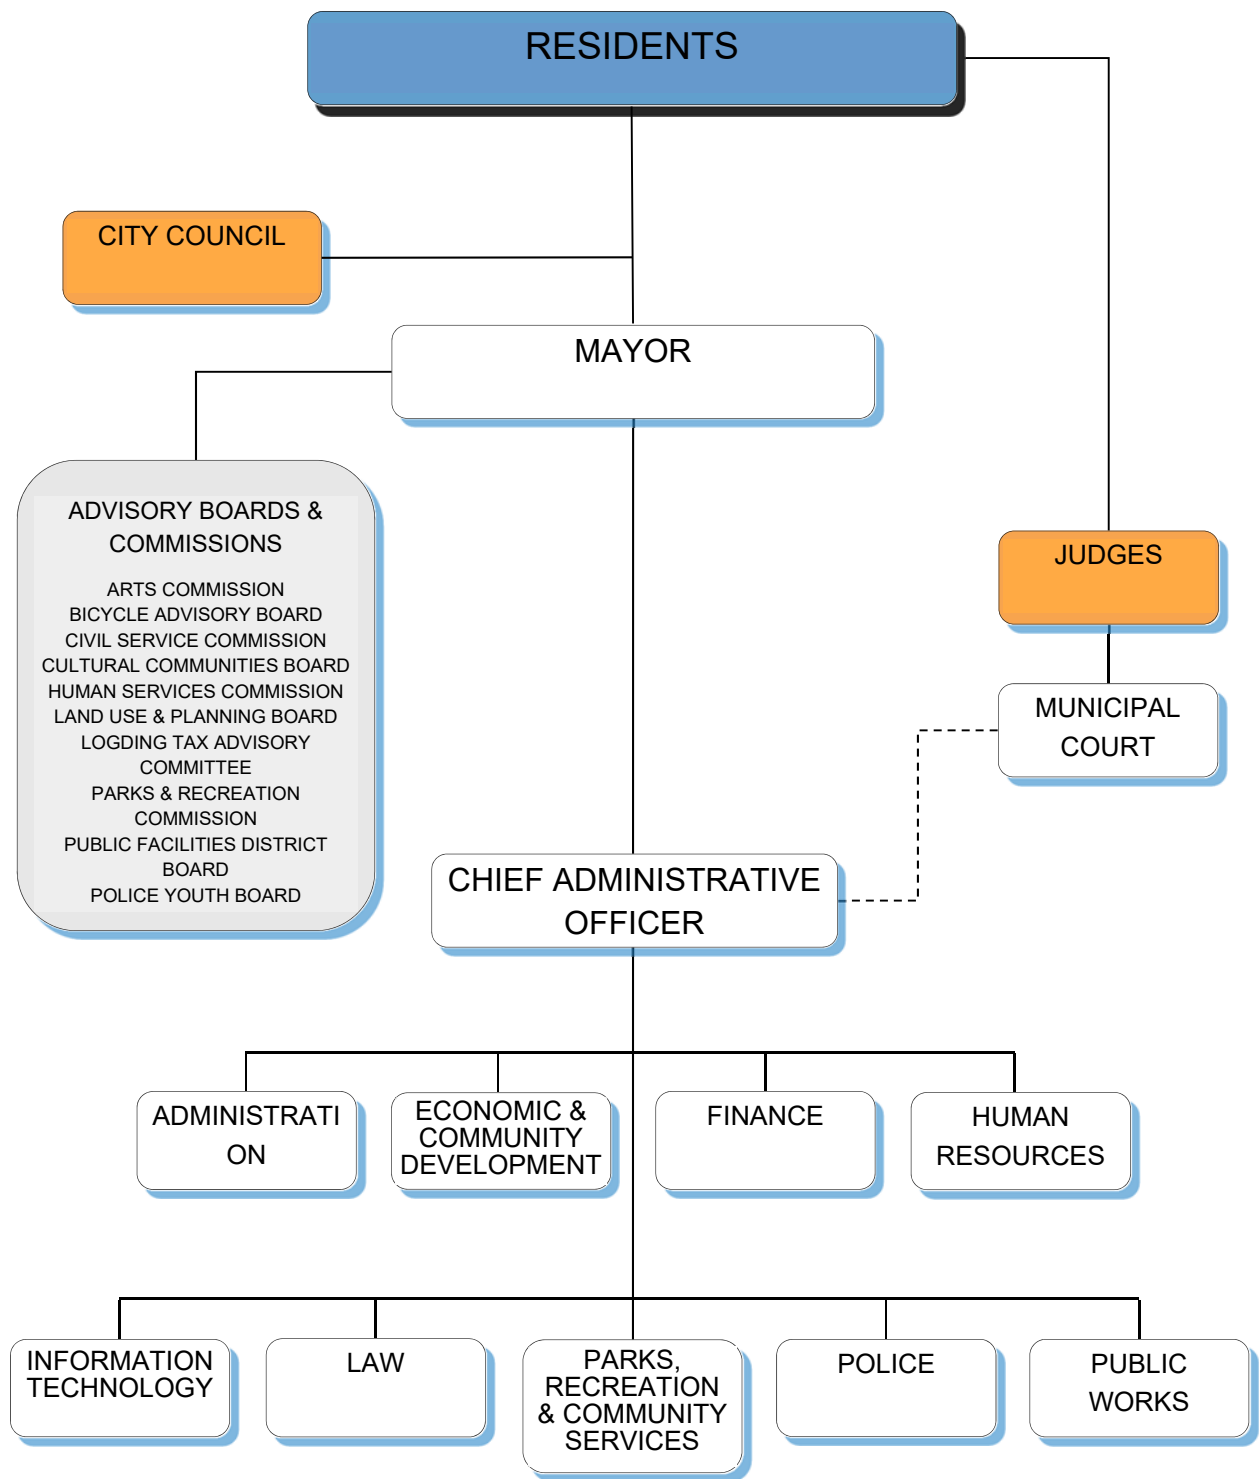 RESIDENTS
CITY COUNCIL
MAYOR
ADVISORY BOARDS &
COMMISSIONS
ARTS COMMISSION
BICYCLE ADVISORY BOARD
CIVIL SERVICE COMMISSION
CULTURAL COMMUNITIES BOARD
HUMAN SERVICES COMMISSION
LAND USE & PLANNING BOARD
LOGDING TAX ADVISORY
COMMITTEE
PARKS & RECREATION
COMMISSION
PUBLIC FACILITIES DISTRICT
BOARD
POLICE YOUTH BOARD
JUDGES
MUNICIPAL
COURT
CHIEF ADMINISTRATIVE
OFFICER
ADMINISTRATI
ON
ECONOMIC &
COMMUNITY
DEVELOPMENT
FINANCE
HUMAN
RESOURCES
INFORMATION
TECHNOLOGY
LAW
PARKS,
RECREATION
& COMMUNITY
SERVICES
POLICE
PUBLIC
WORKS